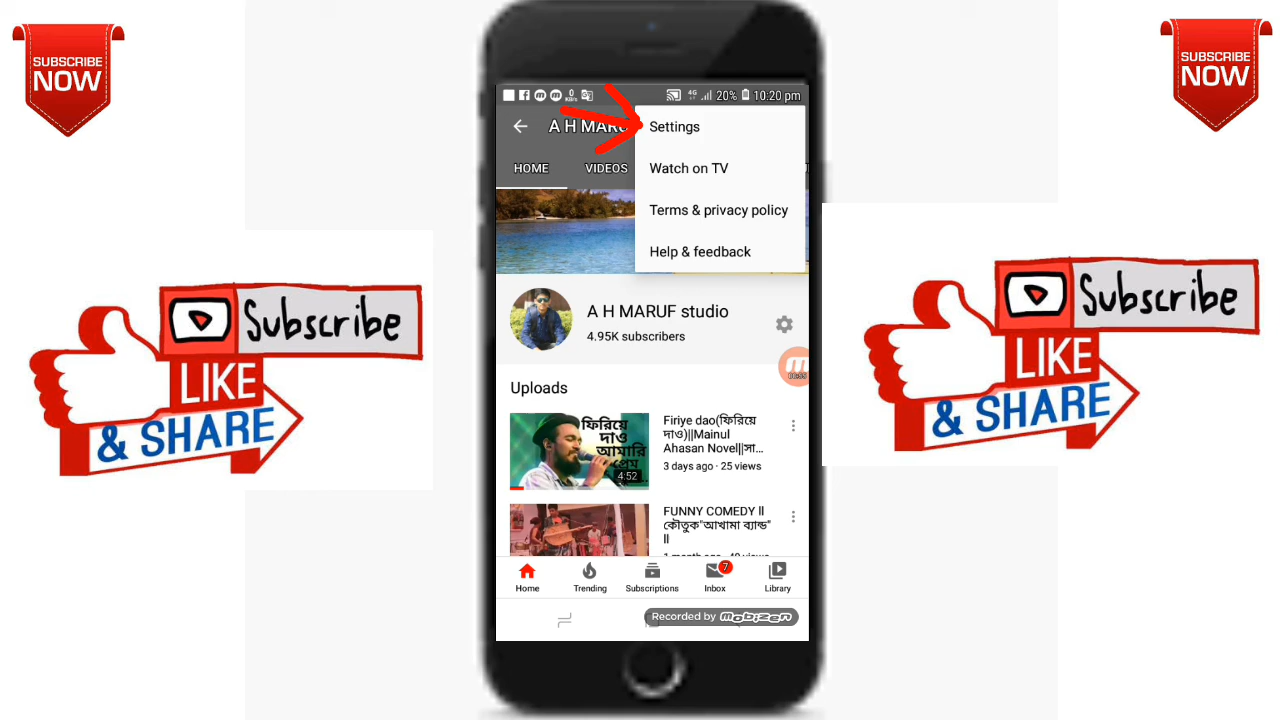 SUBSCRIBE
NOW
SUBSCRIBE
NOW
20% 10:20 pm
A H MARU
Settings
HOME
VIDEOS
Watch on TV
Terms & privacy policy
Help & feedback
Subscribe
LIKE
& SHARE
Subscribe
LIKE
& SHARE
A H MARUF studio
4.95K subscribers
Uploads
ফিরিয়ে
দাও
আমারি
প্রেম
4:52
Firiye dao(ফিরিয়ে
দাও)||Mainul
Ahasan Novel||সা...
3 days ago · 25 views
FUNNY COMEDY ll
কৌতুক"আখামা ব্যান্ড"
ll
Home
Trending
Subscriptions
7
Inbox
Library
Recorded by mobizen